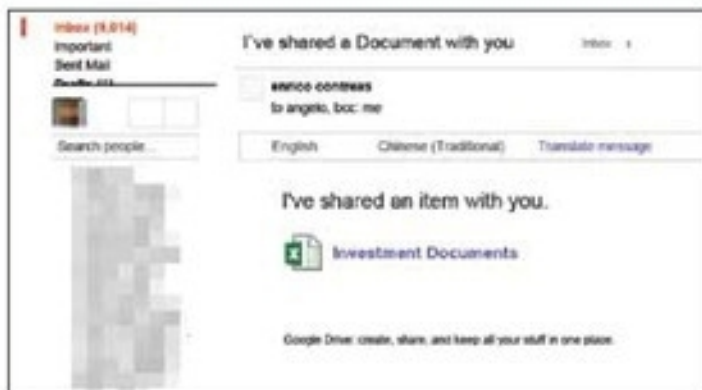 Inbox (9,014)
Important
Sent Mail
Search people...
I've shared a Document with you
Inbox x
enrico contreas
to angelo, bcc: me
English Chinese (Traditional) Translate message
I've shared an item with you.
Investment Documents
Google Drive: create, share, and keep all your stuff in one place.